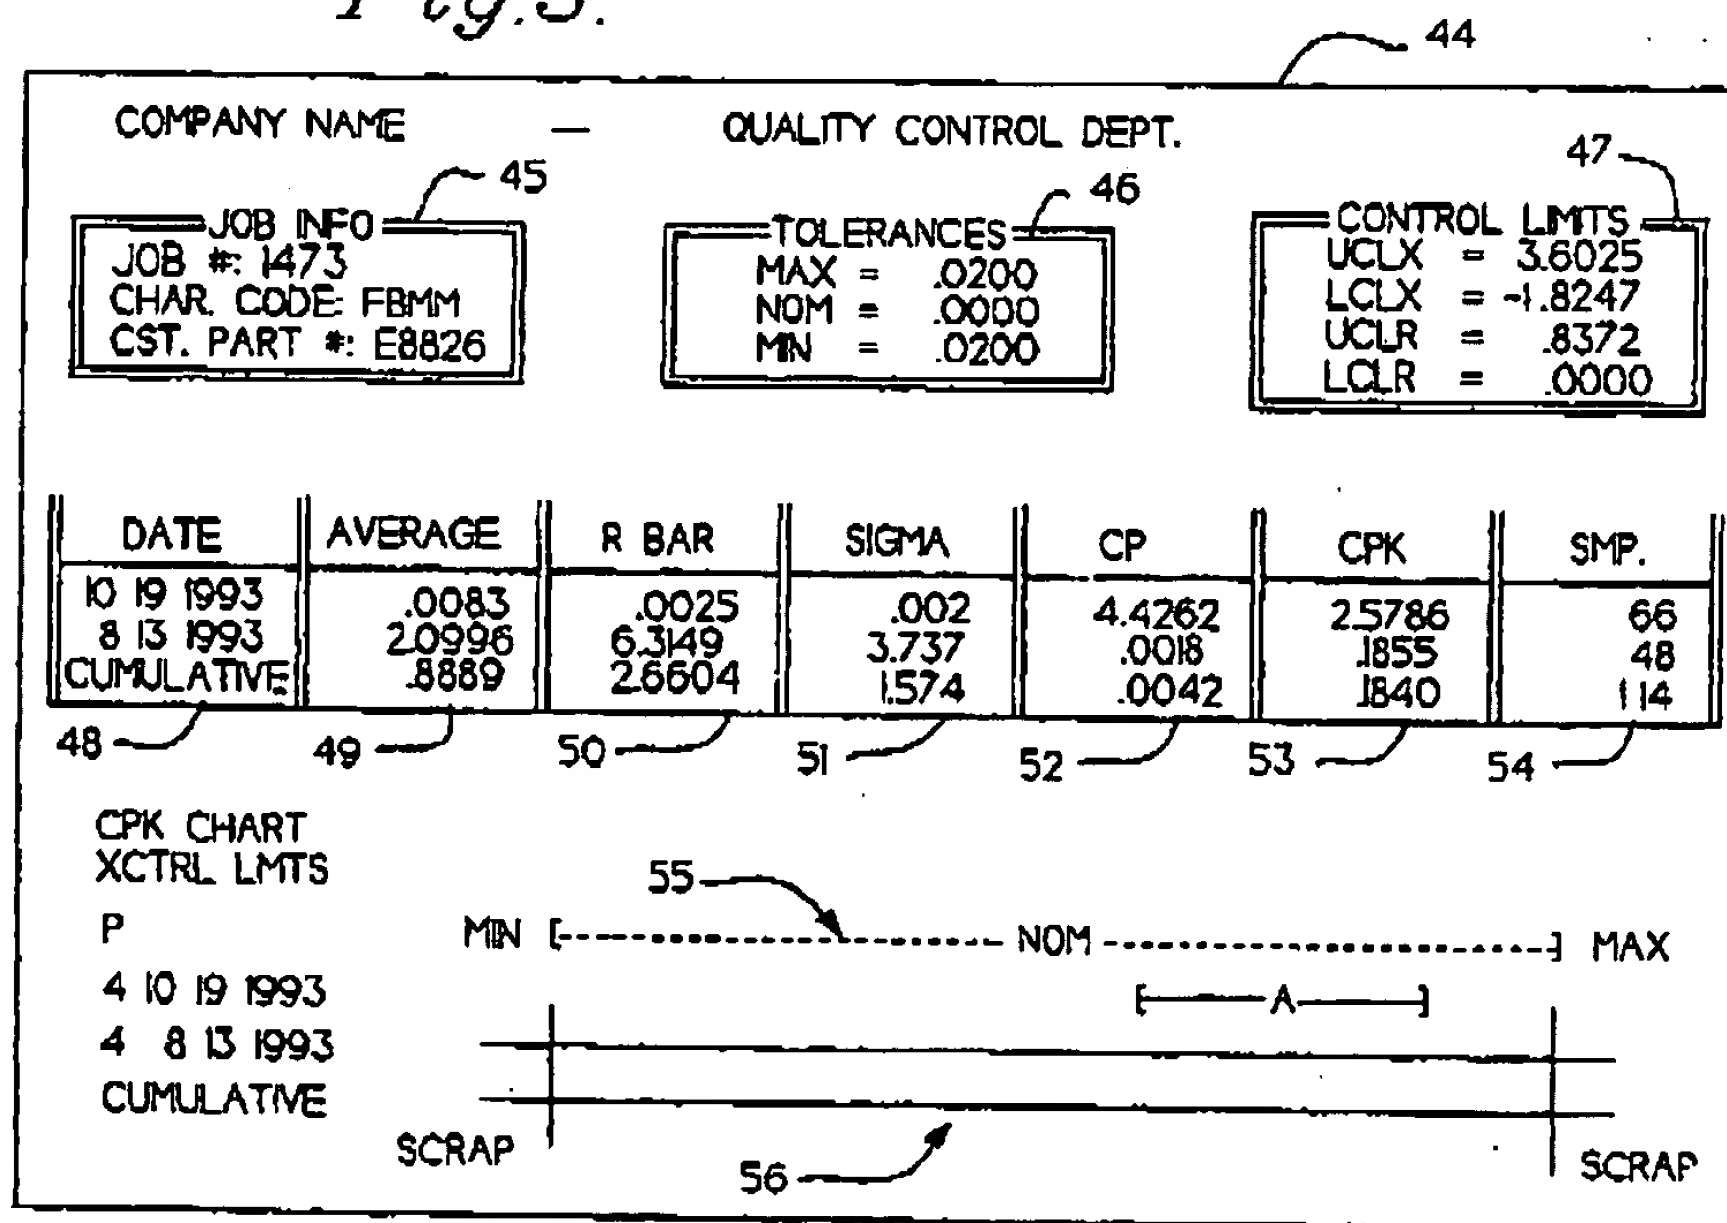 Fig.5.
44
COMPANY NAME — QUALITY CONTROL DEPT.
45
46
47
JOB INFO
JOB #: 1473
CHAR. CODE: FBMM
CST. PART #: E8826
TOLERANCES
MAX = .0200
NOM = .0000
MIN = .0200
CONTROL LIMITS
UCLX = 3.6025
LCLX = -1.8247
UCLR = .8372
LCLR = .0000
DATE AVERAGE R BAR SIGMA CP CPK SMP.
10 19 1993 .0083 .0025 .002 4.4262 2.5786 66
8 13 1993 2.0996 6.3149 3.737 .0018 .1855 48
CUMULATIVE .8889 2.6604 1.574 .0042 .1840 114
48 49 50 51 52 53 54
CPK CHART
XCTRL LMTS
55
P MIN [ NOM ] MAX
4 10 19 1993 [ A ]
4 8 13 1993
CUMULATIVE
SCRAP 56 SCRAP